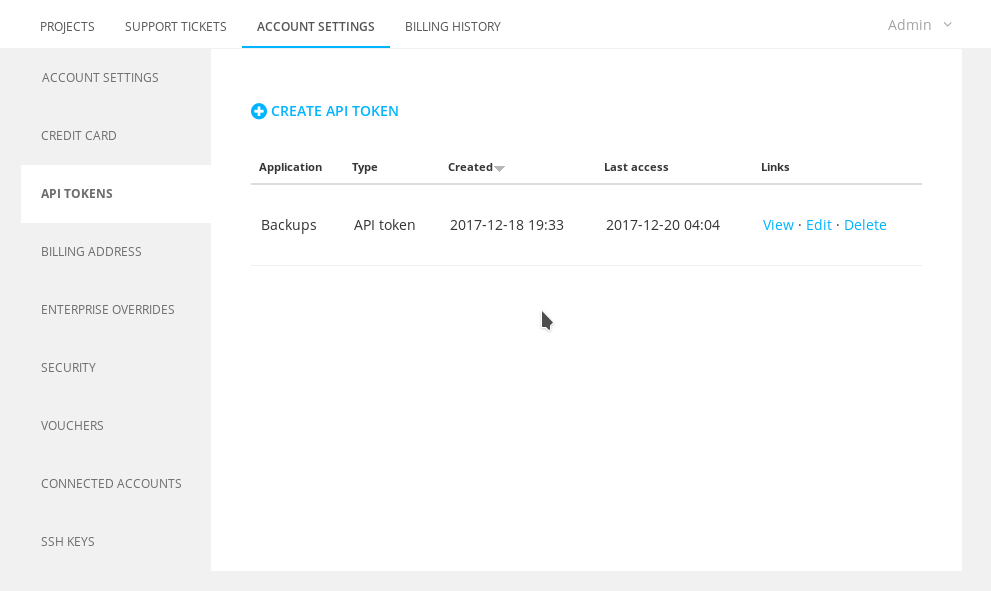 PROJECTS SUPPORT TICKETS ACCOUNT SETTINGS BILLING HISTORY Admin
ACCOUNT SETTINGS
CREDIT CARD
API TOKENS
BILLING ADDRESS
ENTERPRISE OVERRIDES
SECURITY
VOUCHERS
CONNECTED ACCOUNTS
SSH KEYS
CREATE API TOKEN
Application Type Created Last access Links
Backups API token 2017-12-18 19:33 2017-12-20 04:04 View · Edit · Delete